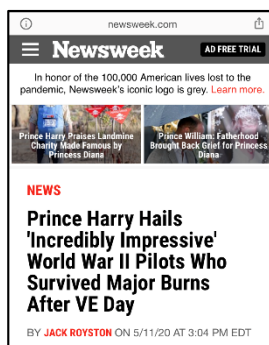 newsweek.com
Newsweek
AD FREE TRIAL
In honor of the 100,000 American lives lost to the
pandemic, Newsweek's iconic logo is grey. Learn more.
Prince Harry Praises Landmine
Charity Made Famous by
Princess Diana
Prince William: Fatherhood
Brought Back Grief for Princess
Diana
NEWS
Prince Harry Hails
'Incredibly Impressive'
World War II Pilots Who
Survived Major Burns
After VE Day
BY JACK ROYSTON ON 5/11/20 AT 3:04 PM EDT